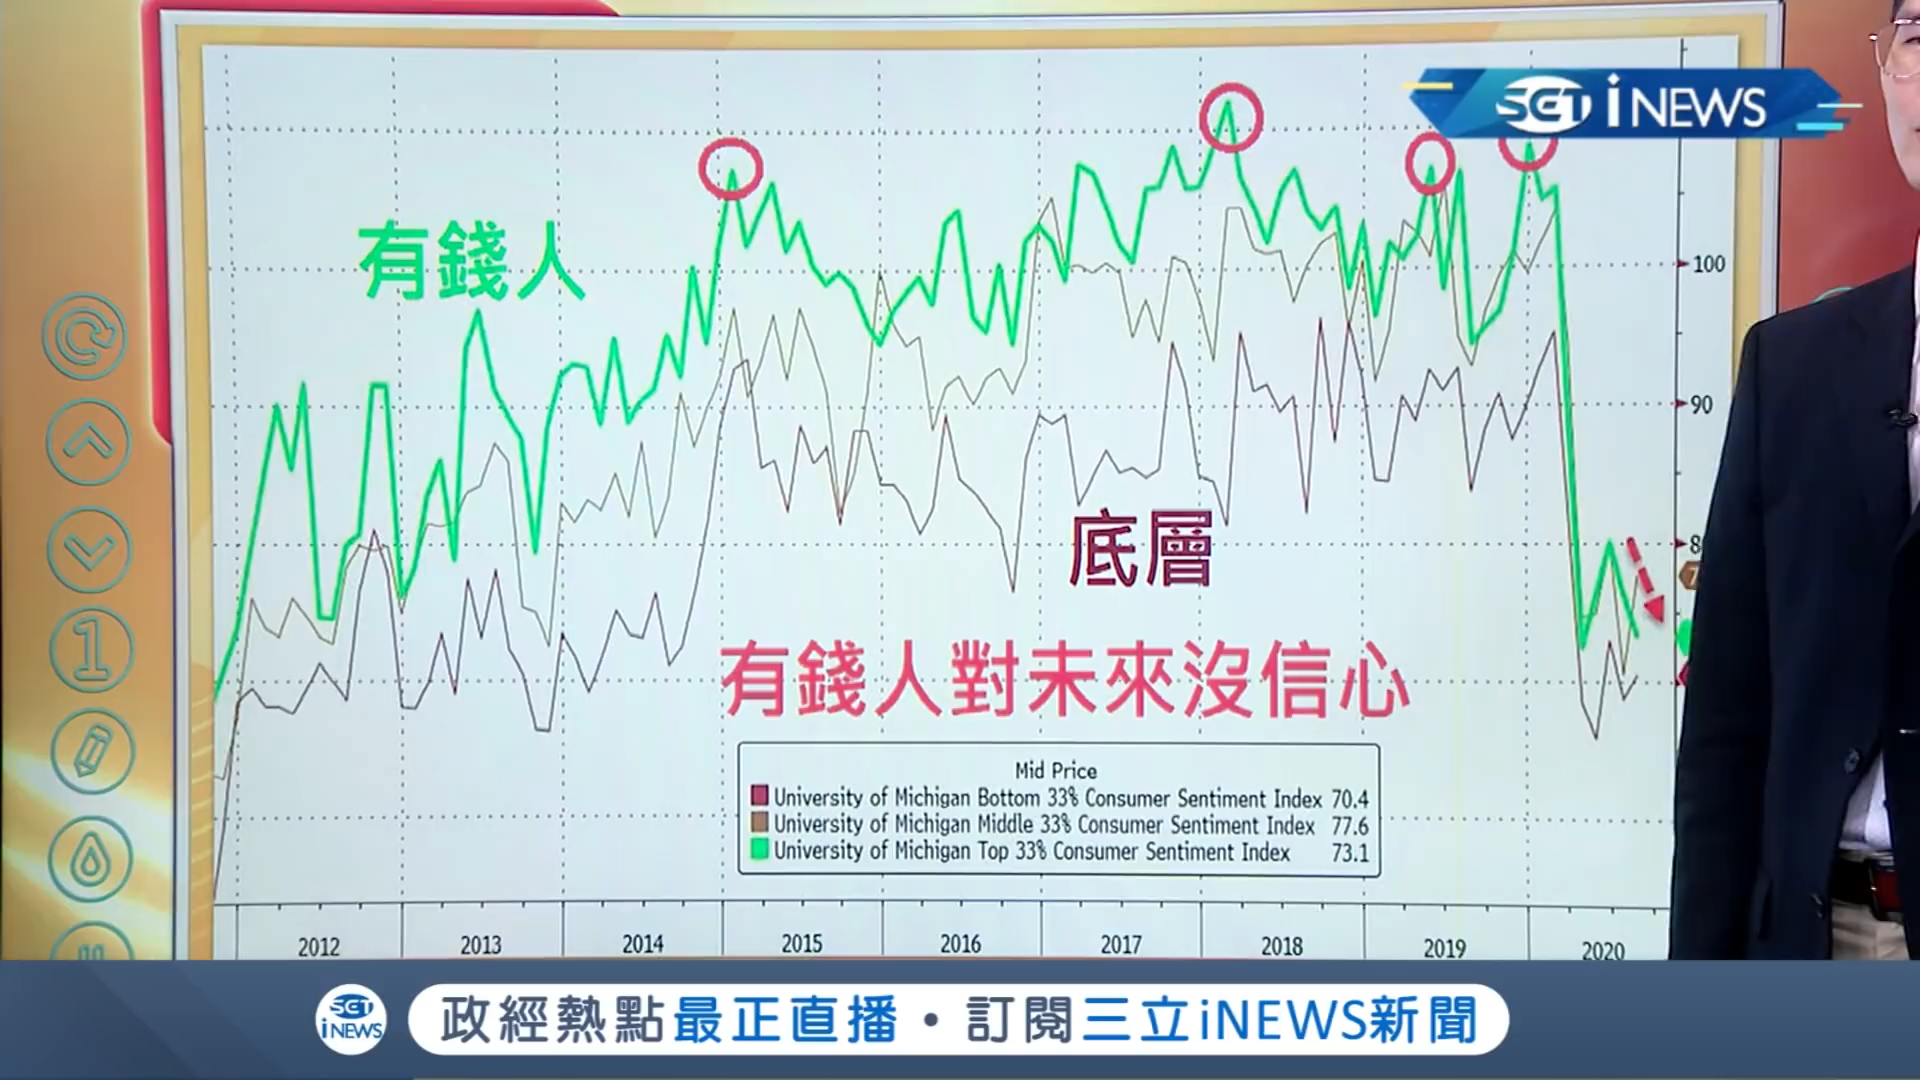 SET iNEWS
有錢人
100
90
底層
有錢人對未來沒信心
Mid Price
University of Michigan Bottom 33% Consumer Sentiment Index 70.4
University of Michigan Middle 33% Consumer Sentiment Index 77.6
University of Michigan Top 33% Consumer Sentiment Index 73.1
1
2012 2013 2014 2015 2016 2017 2018 2019 2020
SET iNEWS
政經熱點最正直播・訂閱三立iNEWS新聞